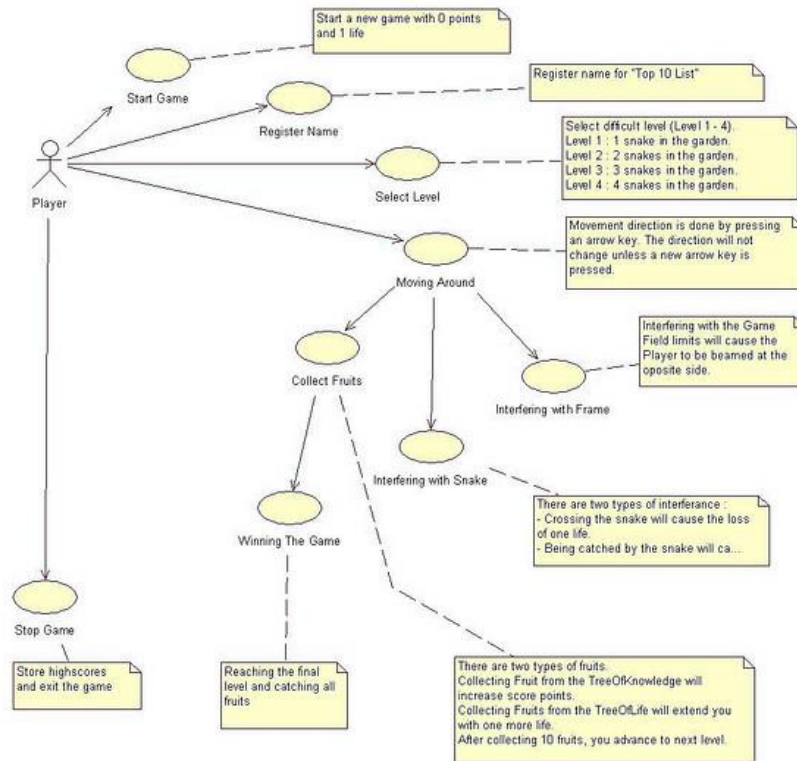 Start a new game with 0 points
and 1 life
Start Game
Register name for "Top 10 List"
Register Name
Select difficult level (Level 1 - 4).
Level 1 : 1 snake in the garden.
Level 2 : 2 snakes in the garden.
Level 3 : 3 snakes in the garden.
Level 4 : 4 snakes in the garden.
Select Level
Player
Movement direction is done by pressing
an arrow key. The direction will not
change unless a new arrow key is
pressed.
Moving Around
Interfering with the Game
Field limits will cause the
Player to be beamed at the
oposite side.
Collect Fruits
Interfering with Frame
Interfering with Snake
There are two types of interferance :
- Crossing the snake will cause the loss
of one life.
- Being catched by the snake will ca...
Winning The Game
Stop Game
Store highscores
and exit the game
Reaching the final
level and catching all
fruits
There are two types of fruits.
Collecting Fruit from the TreeOfKnowledge will
increase score points.
Collecting Fruits from the TreeOfLife will extend you
with one more life.
After collecting 10 fruits, you advance to next level.